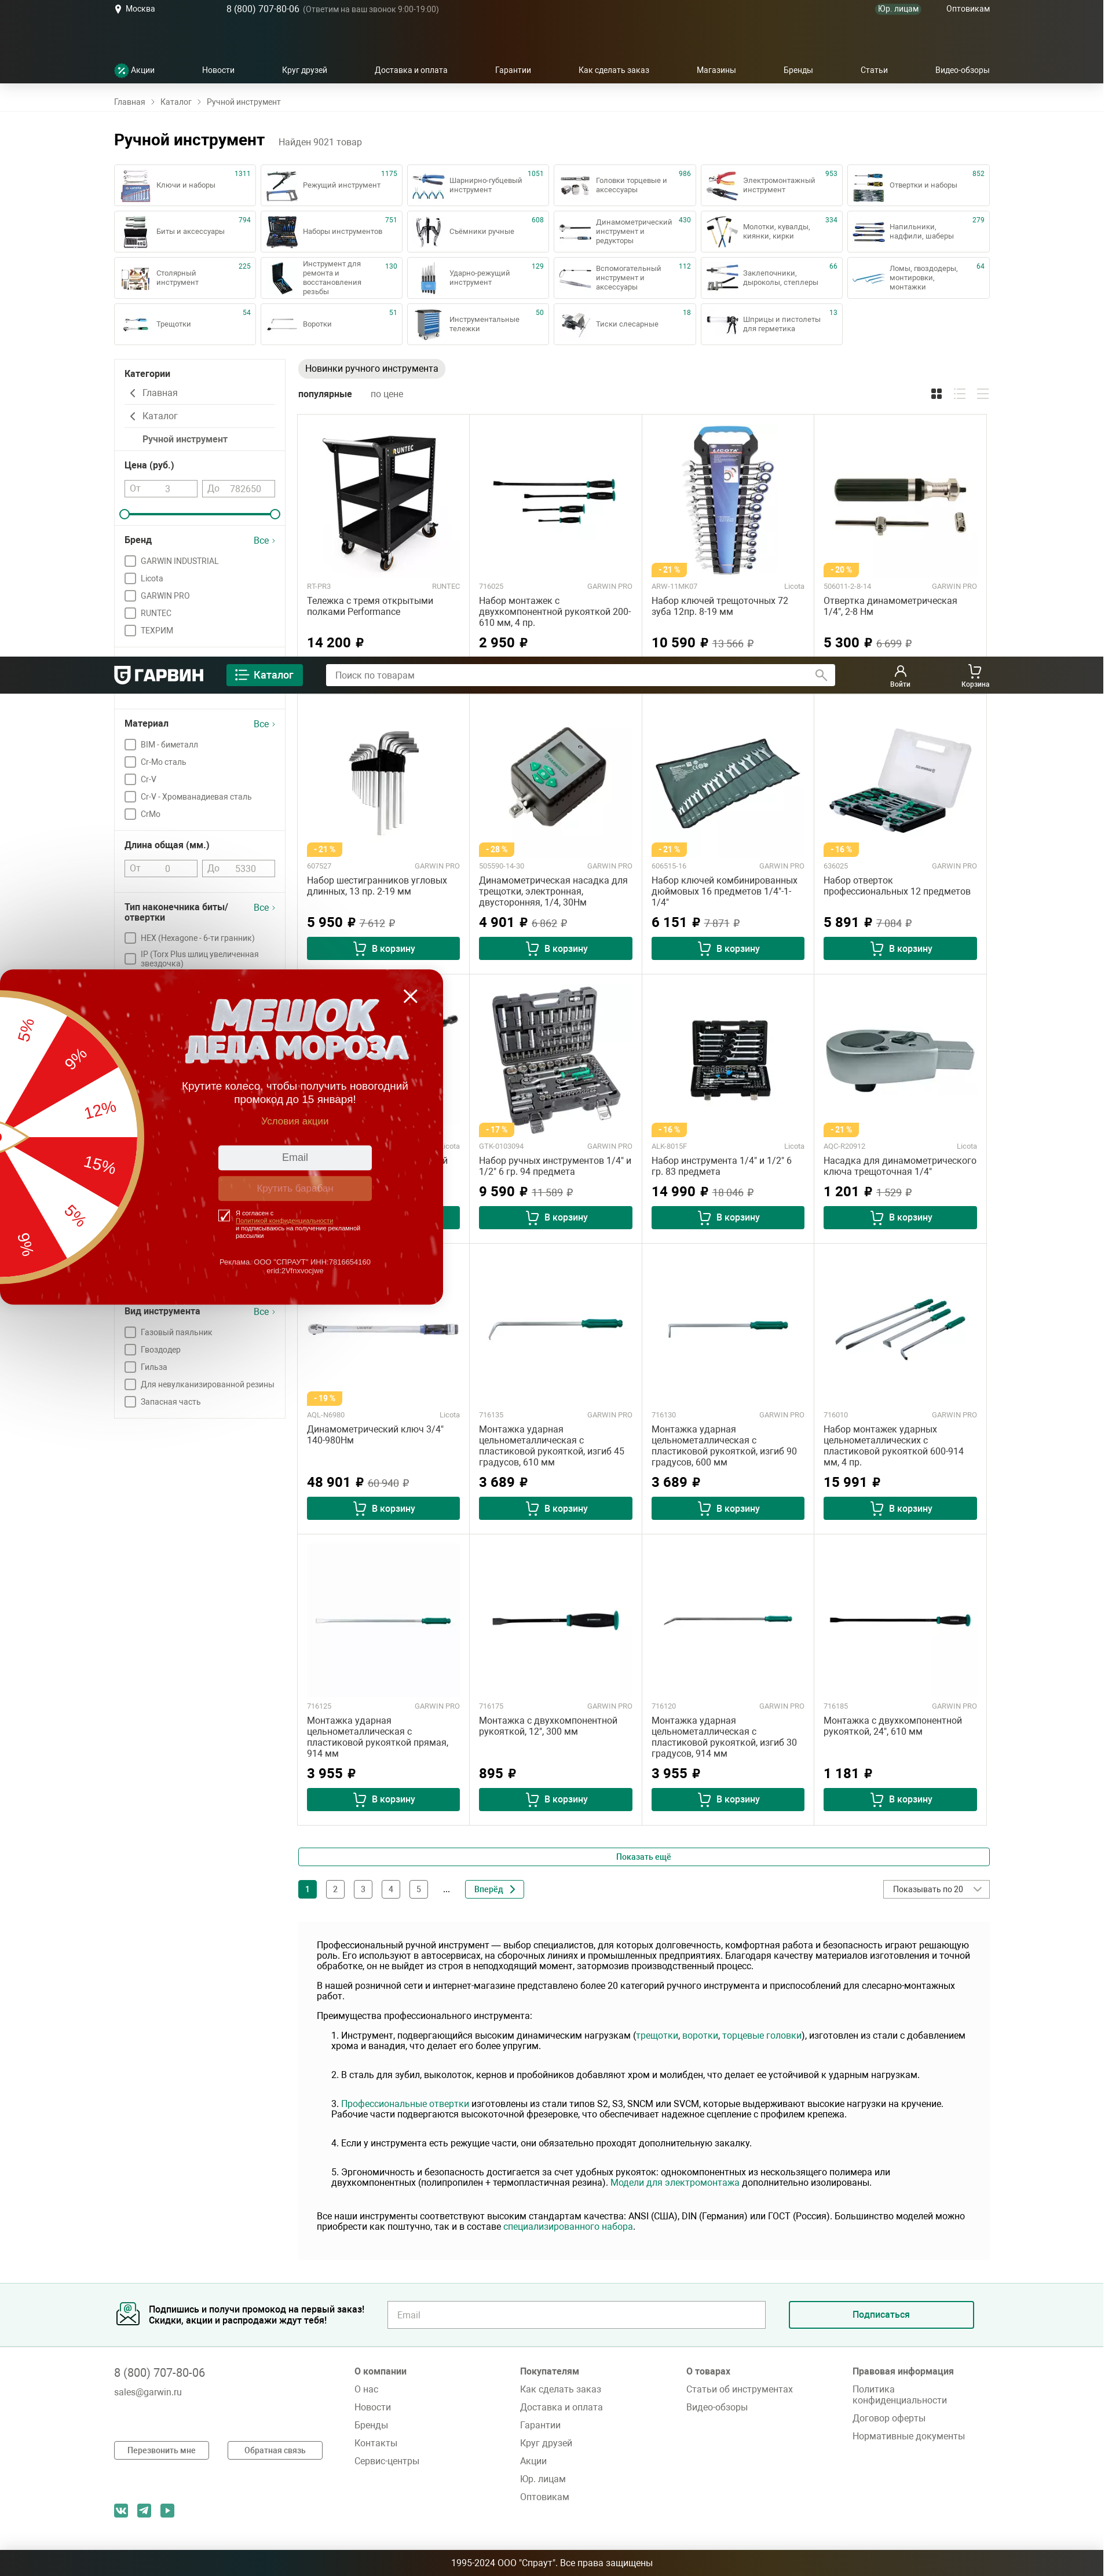 Москва
8 (800) 707-80-06 (Ответим на ваш звонок 9:00-19:00)
Юр. лицам
Оптовикам
Акции
Новости
Круг друзей
Доставка и оплата
Гарантии
Как сделать заказ
Магазины
Бренды
Статьи
Видео-обзоры
Главная > Каталог > Ручной инструмент
Ручной инструмент
Найден 9021 товар
Ключи и наборы
1311
Режущий инструмент
1175
Шарнирно-губцевый
инструмент
1051
Головки торцевые и
аксессуары
986
Электромонтажный
инструмент
953
Отвертки и наборы
852
Биты и аксессуары
794
Наборы инструментов
751
Съёмники ручные
608
Динамометрический
инструмент и
редукторы
430
Молотки, кувалды,
киянки, кирки
334
Напильники,
надфили, шаберы
279
Столярный
инструмент
225
Инструмент для
ремонта и
восстановления
резьбы
130
Ударно-режущий
инструмент
129
Вспомогательный
инструмент и
аксессуары
112
Заклепочники,
дыроколы, степлеры
66
Ломы, гвоздодеры,
монтировки,
монтажки
64
Трещотки
54
Воротки
51
Инструментальные
тележки
50
Тиски слесарные
18
Шприцы и пистолеты
для герметика
13
Категории
Главная
Каталог
Ручной инструмент
Цена (руб.)
От 3
До 782650
Бренд
Все
GARWIN INDUSTRIAL
Licota
GARWIN PRO
RUNTEC
ТЕХРИМ
Новинки ручного инструмента
популярные
по цене
RT-PR3
RUNTEC
Тележка с тремя открытыми
полками Performance
14 200 ₽
716025
GARWIN PRO
Набор монтажек с
двухкомпонентной рукояткой 200-
610 мм, 4 пр.
2 950 ₽
- 21 %
ARW-11MK07
Licota
Набор ключей трещоточных 72
зуба 12пр. 8-19 мм
10 590 ₽ 13 566 ₽
- 20 %
506011-2-8-14
GARWIN PRO
Отвертка динамометрическая
1/4", 2-8 Нм
5 300 ₽ 6 699 ₽
ГАРВИН
Каталог
Поиск по товарам
Войти
Корзина
Материал
Все
BIM - биметалл
Cr-Mo сталь
Cr-V
Cr-V - Хромванадиевая сталь
CrMo
Длина общая (мм.)
От 0
До 5330
Тип наконечника биты/
отвертки
Все
HEX (Hexagone - 6-ти гранник)
IP (Torx Plus шлиц увеличенная
звездочка)
- 21 %
607527
GARWIN PRO
Набор шестигранников угловых
длинных, 13 пр. 2-19 мм
5 950 ₽ 7 612 ₽
В корзину
- 28 %
505590-14-30
GARWIN PRO
Динамометрическая насадка для
трещотки, электронная,
двусторонняя, 1/4, 30Нм
4 901 ₽ 6 862 ₽
В корзину
- 21 %
606515-16
GARWIN PRO
Набор ключей комбинированных
дюймовых 16 предметов 1/4"-1-
1/4"
6 151 ₽ 7 871 ₽
В корзину
- 16 %
636025
GARWIN PRO
Набор отверток
профессиональных 12 предметов
5 891 ₽ 7 084 ₽
В корзину
5%
9%
12%
15%
5%
9%
МЕШОК
ДЕДА МОРОЗА
Крутите колесо, чтобы получить новогодний
промокод до 15 января!
Условия акции
Email
Крутить барабан
Я согласен с
Политикой конфиденциальности
и подписываюсь на получение рекламной
рассылки
Реклама. ООО "СПРАУТ" ИНН:7816654160
erid:2Vfnxvocjwe
- 17 %
GTK-0103094
GARWIN PRO
Набор ручных инструментов 1/4" и
1/2" 6 гр. 94 предмета
9 590 ₽ 11 589 ₽
В корзину
- 16 %
ALK-8015F
Licota
Набор инструмента 1/4" и 1/2" 6
гр. 83 предмета
14 990 ₽ 18 046 ₽
В корзину
- 21 %
AQC-R20912
Licota
Насадка для динамометрического
ключа трещоточная 1/4"
1 201 ₽ 1 529 ₽
В корзину
Вид инструмента
Все
Газовый паяльник
Гвоздодер
Гильза
Для невулканизированной резины
Запасная часть
- 19 %
AQL-N6980
Licota
Динамометрический ключ 3/4"
140-980Нм
48 901 ₽ 60 940 ₽
В корзину
716135
GARWIN PRO
Монтажка ударная
цельнометаллическая с
пластиковой рукояткой, изгиб 45
градусов, 610 мм
3 689 ₽
В корзину
716130
GARWIN PRO
Монтажка ударная
цельнометаллическая с
пластиковой рукояткой, изгиб 90
градусов, 600 мм
3 689 ₽
В корзину
716010
GARWIN PRO
Набор монтажек ударных
цельнометаллических с
пластиковой рукояткой 600-914
мм, 4 пр.
15 991 ₽
В корзину
716125
GARWIN PRO
Монтажка ударная
цельнометаллическая с
пластиковой рукояткой прямая,
914 мм
3 955 ₽
В корзину
716175
GARWIN PRO
Монтажка с двухкомпонентной
рукояткой, 12", 300 мм
895 ₽
В корзину
716120
GARWIN PRO
Монтажка ударная
цельнометаллическая с
пластиковой рукояткой, изгиб 30
градусов, 914 мм
3 955 ₽
В корзину
716185
GARWIN PRO
Монтажка с двухкомпонентной
рукояткой, 24", 610 мм
1 181 ₽
В корзину
Показать ещё
1 2 3 4 5 ... Вперёд
Показывать по 20
Профессиональный ручной инструмент — выбор специалистов, для которых долговечность, комфортная работа и безопасность играют решающую
роль. Его используют в автосервисах, на сборочных линиях и промышленных предприятиях. Благодаря качеству материалов изготовления и точной
обработке, он не выйдет из строя в неподходящий момент, затормозив производственный процесс.
В нашей розничной сети и интернет-магазине представлено более 20 категорий ручного инструмента и приспособлений для слесарно-монтажных
работ.
Преимущества профессионального инструмента:
1. Инструмент, подвергающийся высоким динамическим нагрузкам (трещотки, воротки, торцевые головки), изготовлен из стали с добавлением
хрома и ванадия, что делает его более упругим.
2. В сталь для зубил, выколоток, кернов и пробойников добавляют хром и молибден, что делает ее устойчивой к ударным нагрузкам.
3. Профессиональные отвертки изготовлены из стали типов S2, S3, SNCM или SVCM, которые выдерживают высокие нагрузки на кручение.
Рабочие части подвергаются высокоточной фрезеровке, что обеспечивает надежное сцепление с профилем крепежа.
4. Если у инструмента есть режущие части, они обязательно проходят дополнительную закалку.
5. Эргономичность и безопасность достигается за счет удобных рукояток: однокомпонентных из нескользящего полимера или
двухкомпонентных (полипропилен + термопластичная резина). Модели для электромонтажа дополнительно изолированы.
Все наши инструменты соответствуют высоким стандартам качества: ANSI (США), DIN (Германия) или ГОСТ (Россия). Большинство моделей можно
приобрести как поштучно, так и в составе специализированного набора.
Подпишись и получи промокод на первый заказ!
Скидки, акции и распродажи ждут тебя!
Email
Подписаться
8 (800) 707-80-06
sales@garwin.ru
Перезвонить мне
Обратная связь
О компании
О нас
Новости
Бренды
Контакты
Сервис-центры
Покупателям
Как сделать заказ
Доставка и оплата
Гарантии
Круг друзей
Акции
Юр. лицам
Оптовикам
О товарах
Статьи об инструментах
Видео-обзоры
Правовая информация
Политика
конфиденциальности
Договор оферты
Нормативные документы
1995-2024 ООО "Спраут". Все права защищены